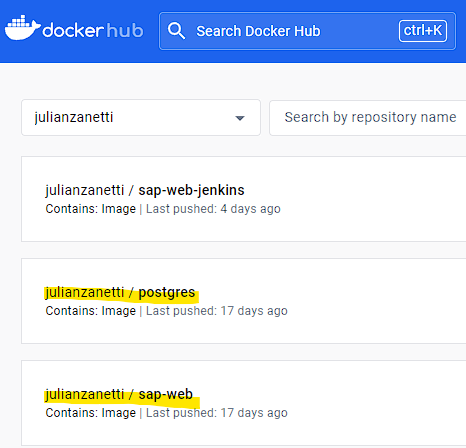 dockerhub
Search Docker Hub
ctrl+K
julianzanetti
Search by repository name
julianzanetti / sap-web-jenkins
Contains: Image | Last pushed: 4 days ago
julianzanetti / postgres
Contains: Image | Last pushed: 17 days ago
julianzanetti / sap-web
Contains: Image | Last pushed: 17 days ago